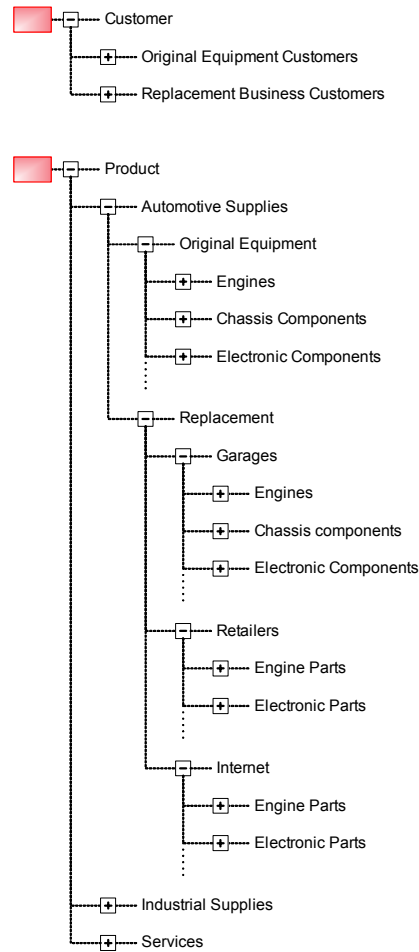 Customer
Original Equipment Customers
Replacement Business Customers
Product
Automotive Supplies
Original Equipment
Engines
Chassis Components
Electronic Components
Replacement
Garages
Engines
Chassis components
Electronic Components
Retailers
Engine Parts
Electronic Parts
Internet
Engine Parts
Electronic Parts
Industrial Supplies
Services